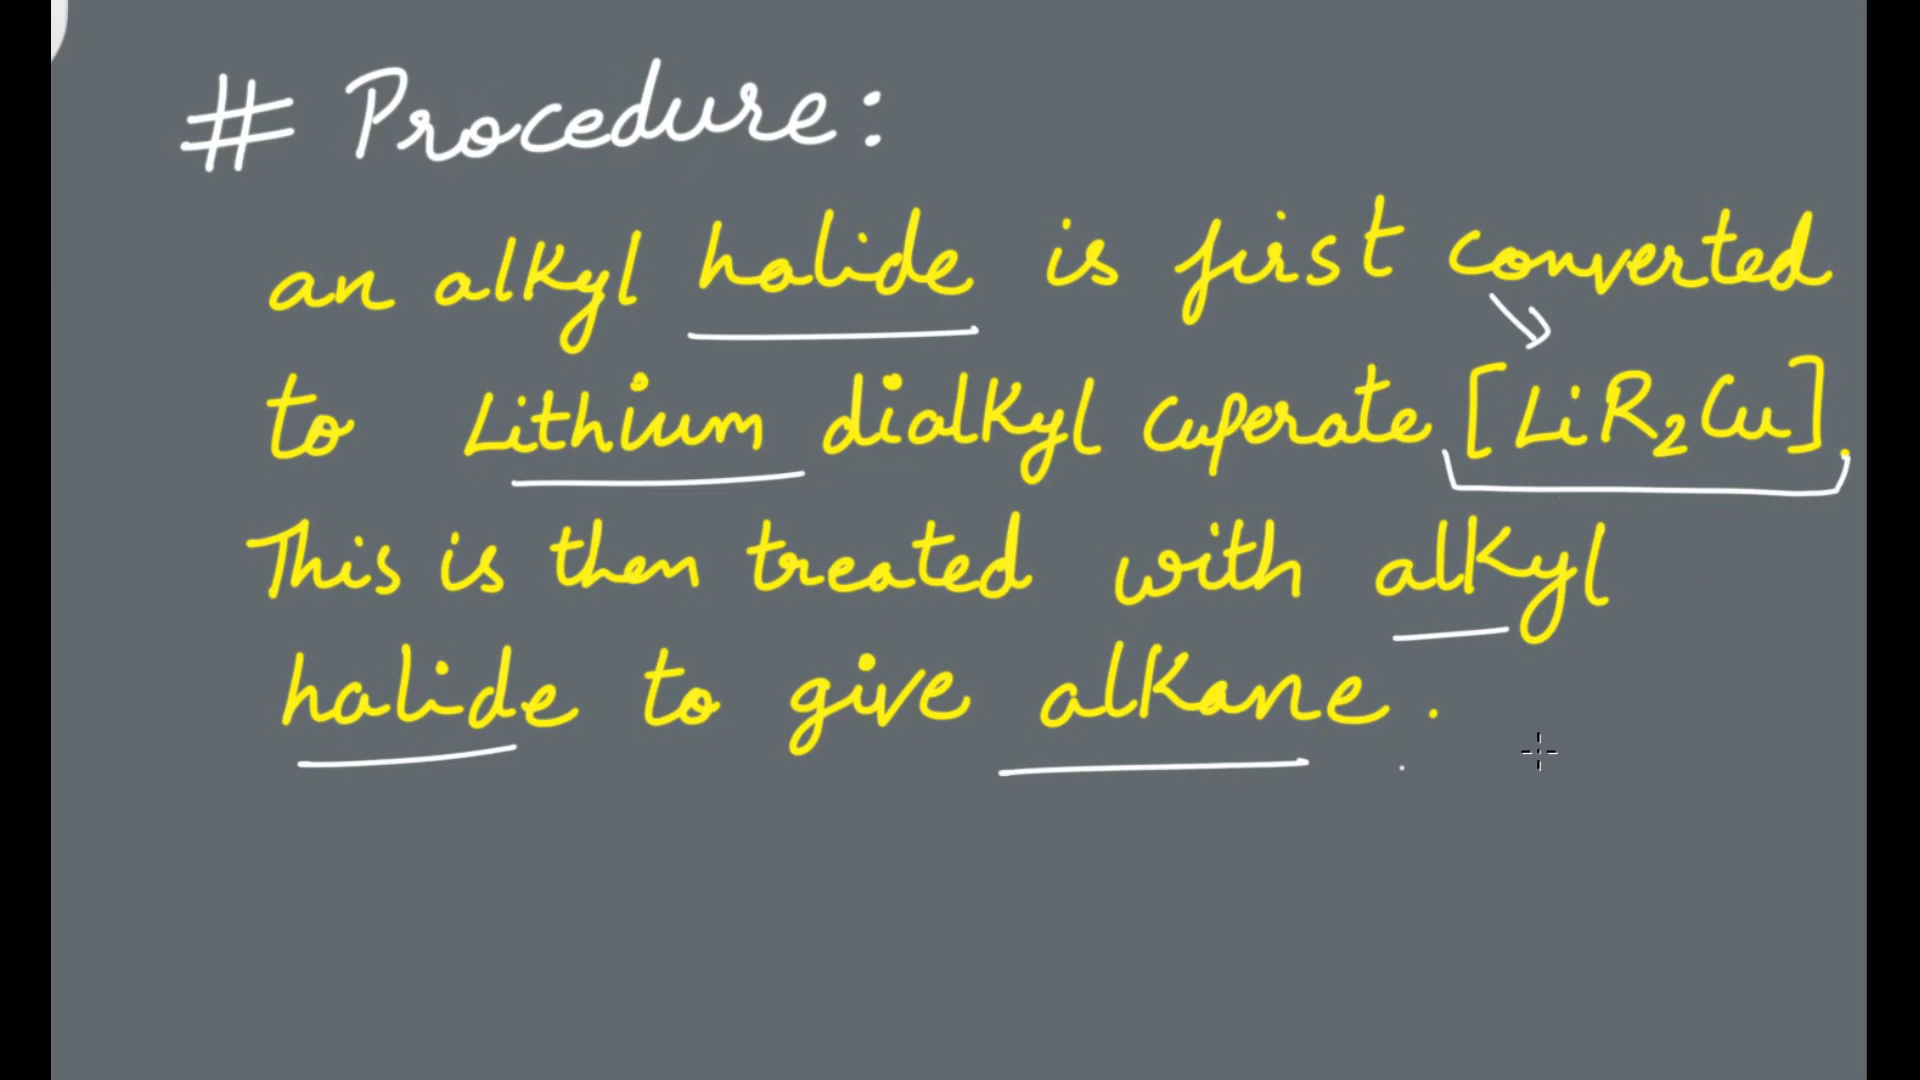 # Procedure:
an alkyl halide is first converted
to Lithium dialkyl cuperate [LiR₂Cu].
This is then treated with alkyl
halide to give alkane.